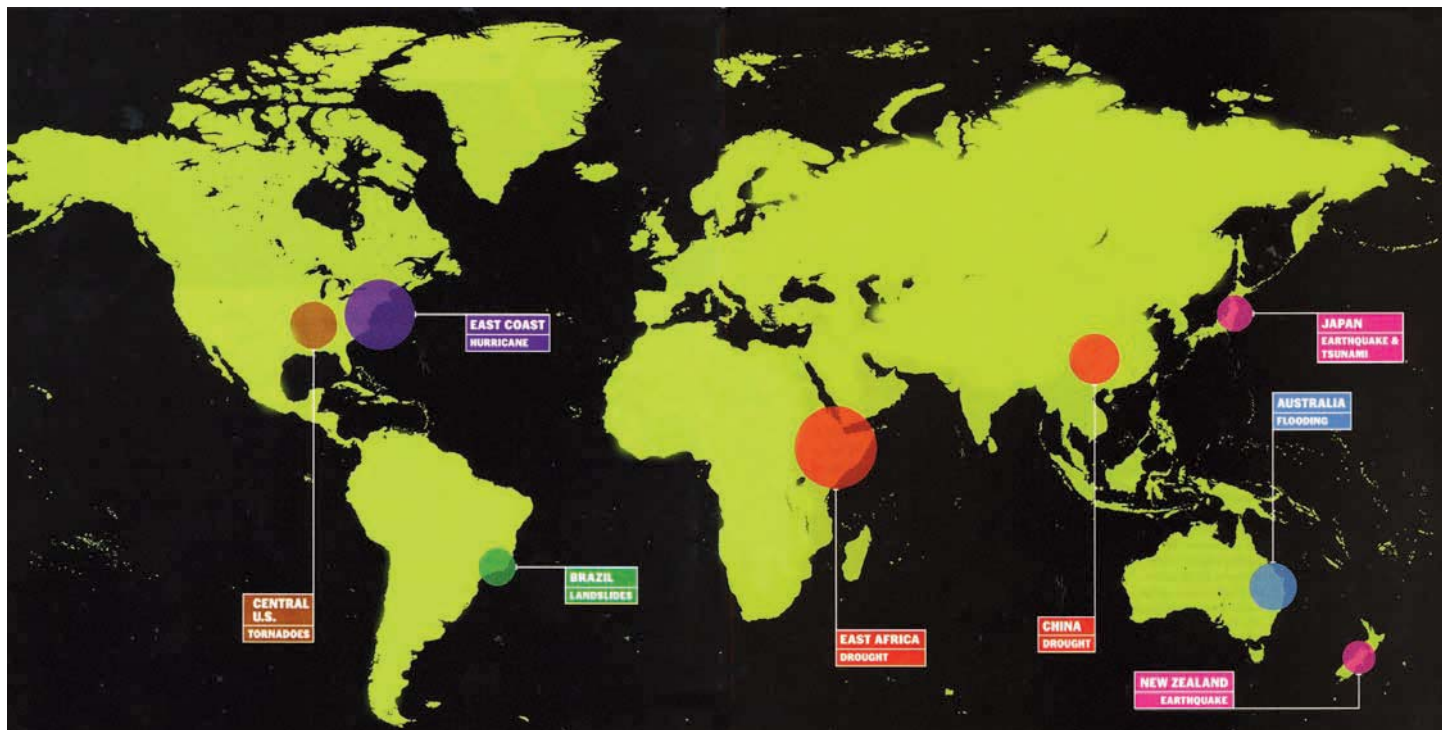 EAST COAST
HURRICANE
JAPAN
EARTHQUAKE &
TSUNAMI
AUSTRALIA
FLOODING
BRAZIL
LANDSLIDES
CENTRAL
U.S.
TORNADOES
EAST AFRICA
DROUGHT
CHINA
DROUGHT
NEW ZEALAND
EARTHQUAKE